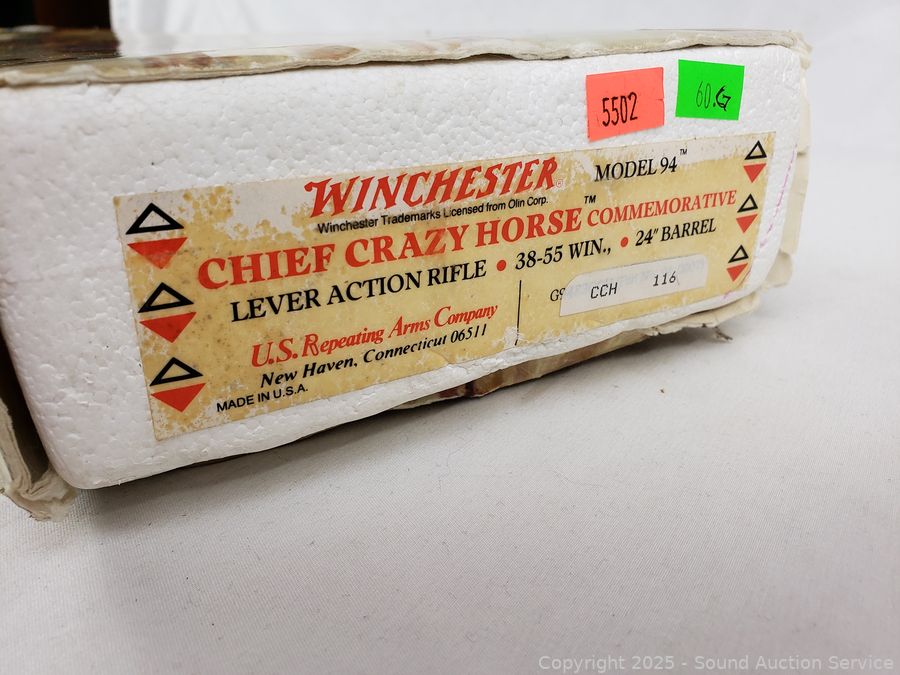 5502
60.G
WINCHESTER MODEL 94™
Winchester Trademarks Licensed from Olin Corp.
CHIEF CRAZY HORSE™ COMMEMORATIVE
LEVER ACTION RIFLE • 38-55 WIN., • 24" BARREL
U.S. Repeating Arms Company
New Haven, Connecticut 06511
MADE IN U.S.A.
CCH 116
Copyright 2025 - Sound Auction Service